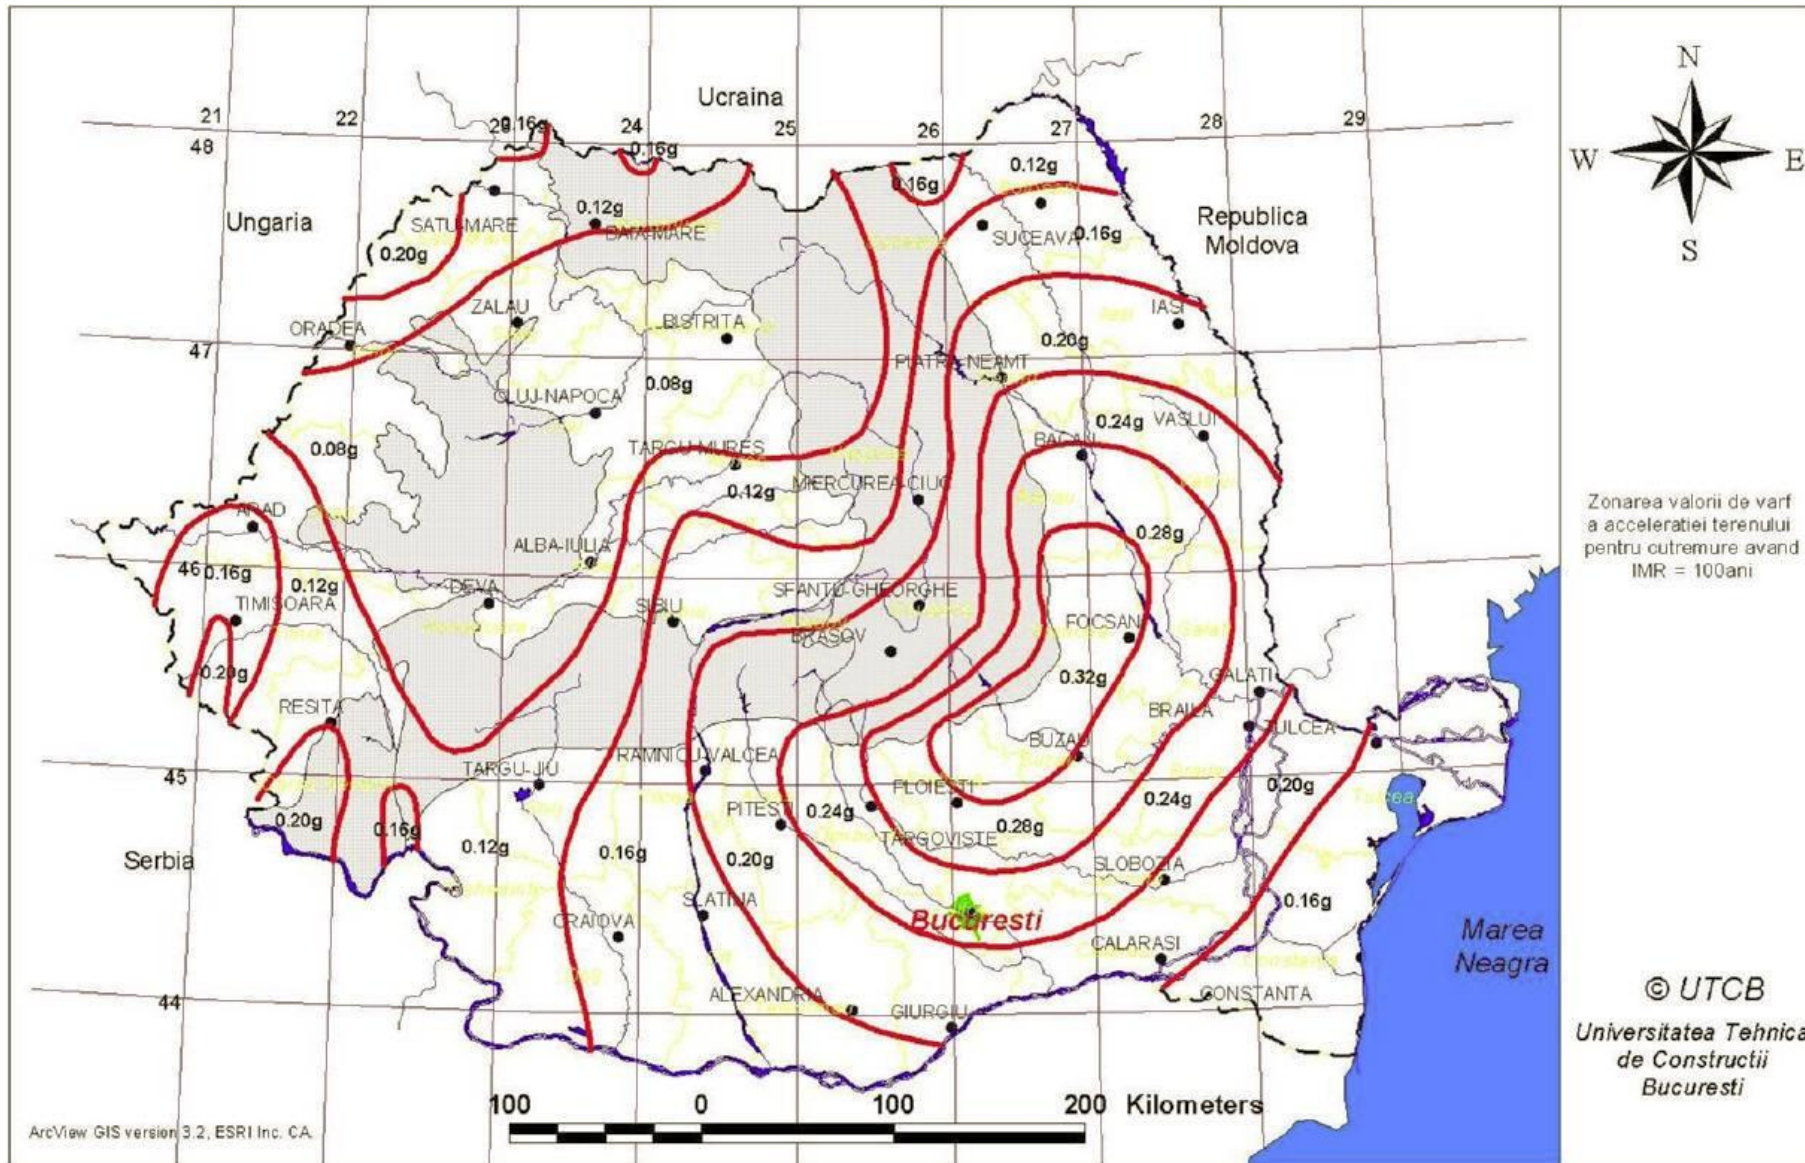 Ucraina
N
W
E
S
21
22
23
0.16g
24
25
26
27
28
29
48
0.16g
0.12g
0.16g
Ungaria
SATU-MARE
0.12g
BAIA-MARE
SUCEAVA
0.16g
Republica
Moldova
0.20g
ZALAU
BISTRITA
IASI
ORADEA
47
0.20g
PIATRA-NEAMT
0.08g
CLUJ-NAPOCA
0.24g
VASLUI
BACAU
0.08g
TARGU-MURES
MIERCUREA-CIUC
0.12g
ARAD
0.28g
Zonarea valorii de varf
a acceleratiei terenului
pentru cutremure avand
IMR = 100ani
ALBA-IULIA
46
0.16g
0.12g
DEVA
SFANTU-GHEORGHE
TIMISOARA
SIBIU
BRASOV
FOCSANI
0.20g
0.32g
GALATI
RESITA
BRAILA
TULCEA
BUZAU
RAMNICU-VALCEA
TARGU-JIU
45
PLOIESTI
0.24g
0.20g
Tulcea
PITESTI
0.24g
TARGOVISTE
0.28g
0.20g
0.16g
0.12g
0.16g
0.20g
SLOBOZIA
Serbia
SLATINA
0.16g
CRAIOVA
Bucuresti
CALARASI
Marea
Neagra
44
ALEXANDRIA
GIURGIU
CONSTANTA
© UTCB
Universitatea Tehnica
de Constructii
Bucuresti
100
0
100
200
Kilometers
ArcView GIS version 3.2, ESRI Inc. CA.